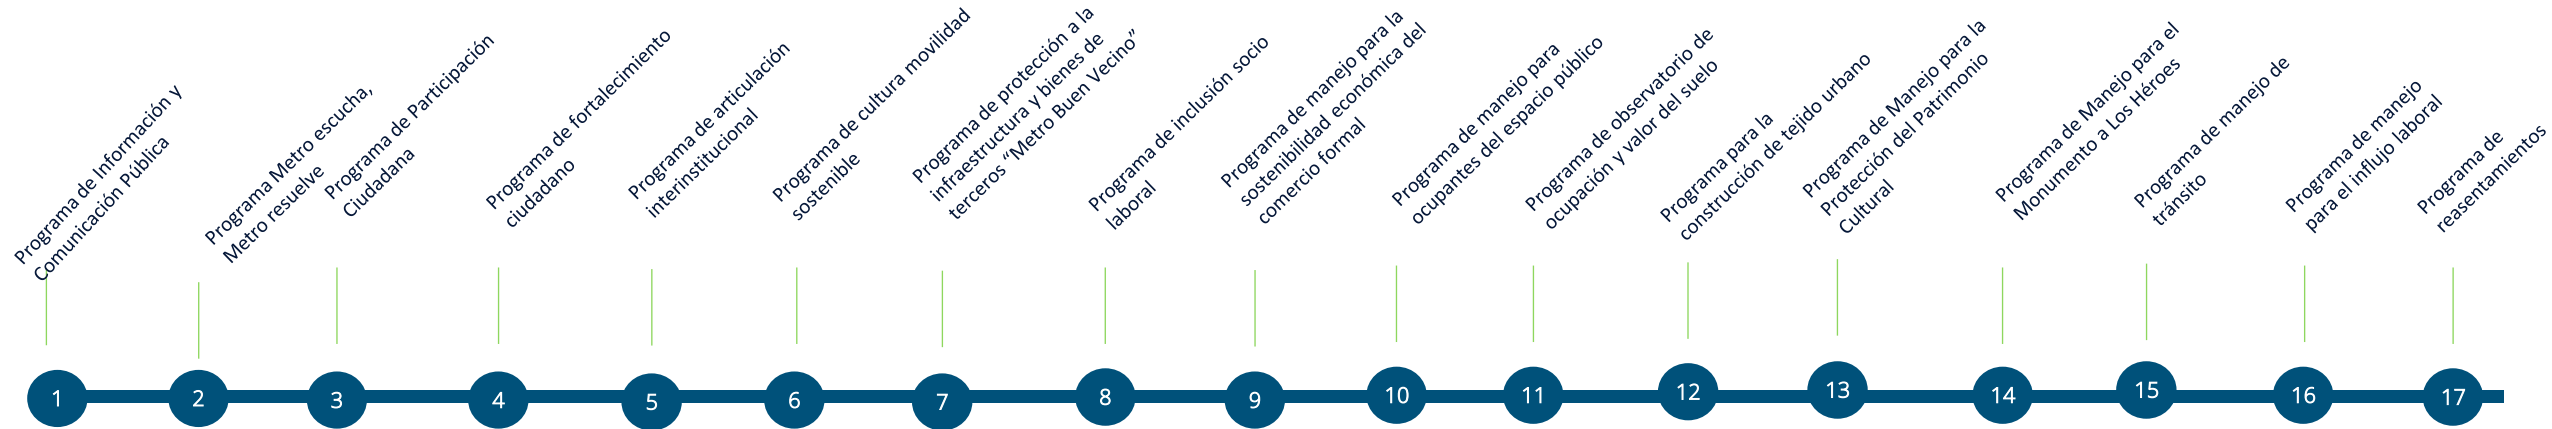 Programa de Información y
Comunicación Pública
Programa Metro escucha,
Metro resuelve
Programa de Participación
Ciudadana
Programa de fortalecimiento
ciudadano
Programa de articulación
interinstitucional
Programa de cultura movilidad
sostenible
Programa de protección a la
infraestructura y bienes de
terceros “Metro Buen Vecino”
Programa de inclusión socio
laboral
Programa de manejo para la
sostenibilidad económica del
comercio formal
Programa de manejo para
ocupantes del espacio público
Programa de observatorio de
ocupación y valor del suelo
Programa para la
construcción de tejido urbano
Programa de Manejo para la
Protección del Patrimonio
Cultural
Programa de Manejo para el
Monumento a Los Héroes
Programa de manejo de
tránsito
Programa de manejo
para el influjo laboral
Programa de
reasentamientos
1 2 3 4 5 6 7 8 9 10 11 12 13 14 15 16 17